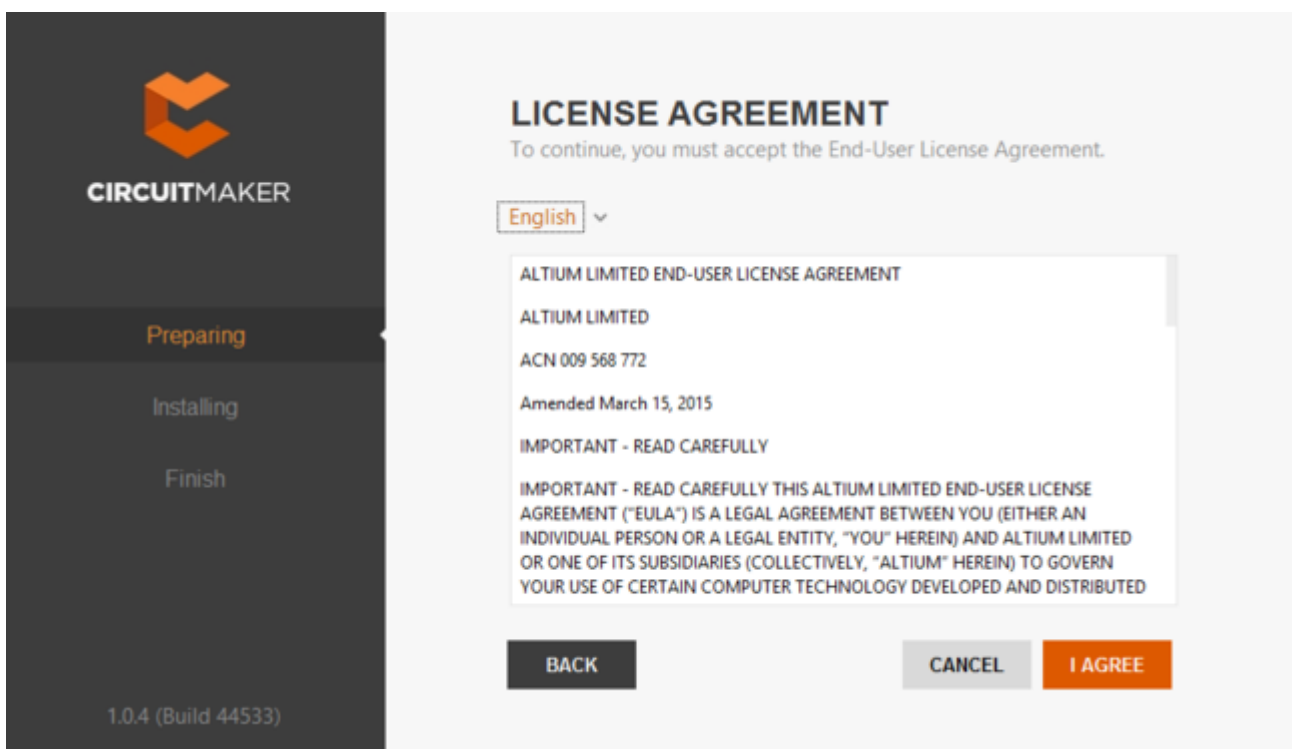 CIRCUITMAKER
Preparing
Installing
Finish
1.0.4 (Build 44533)
LICENSE AGREEMENT
To continue, you must accept the End-User License Agreement.
English
ALTIUM LIMITED END-USER LICENSE AGREEMENT
ALTIUM LIMITED
ACN 009 568 772
Amended March 15, 2015
IMPORTANT - READ CAREFULLY
IMPORTANT - READ CAREFULLY THIS ALTIUM LIMITED END-USER LICENSE
AGREEMENT ("EULA") IS A LEGAL AGREEMENT BETWEEN YOU (EITHER AN
INDIVIDUAL PERSON OR A LEGAL ENTITY, "YOU" HEREIN) AND ALTIUM LIMITED
OR ONE OF ITS SUBSIDIARIES (COLLECTIVELY, "ALTIUM" HEREIN) TO GOVERN
YOUR USE OF CERTAIN COMPUTER TECHNOLOGY DEVELOPED AND DISTRIBUTED
BACK
CANCEL
I AGREE